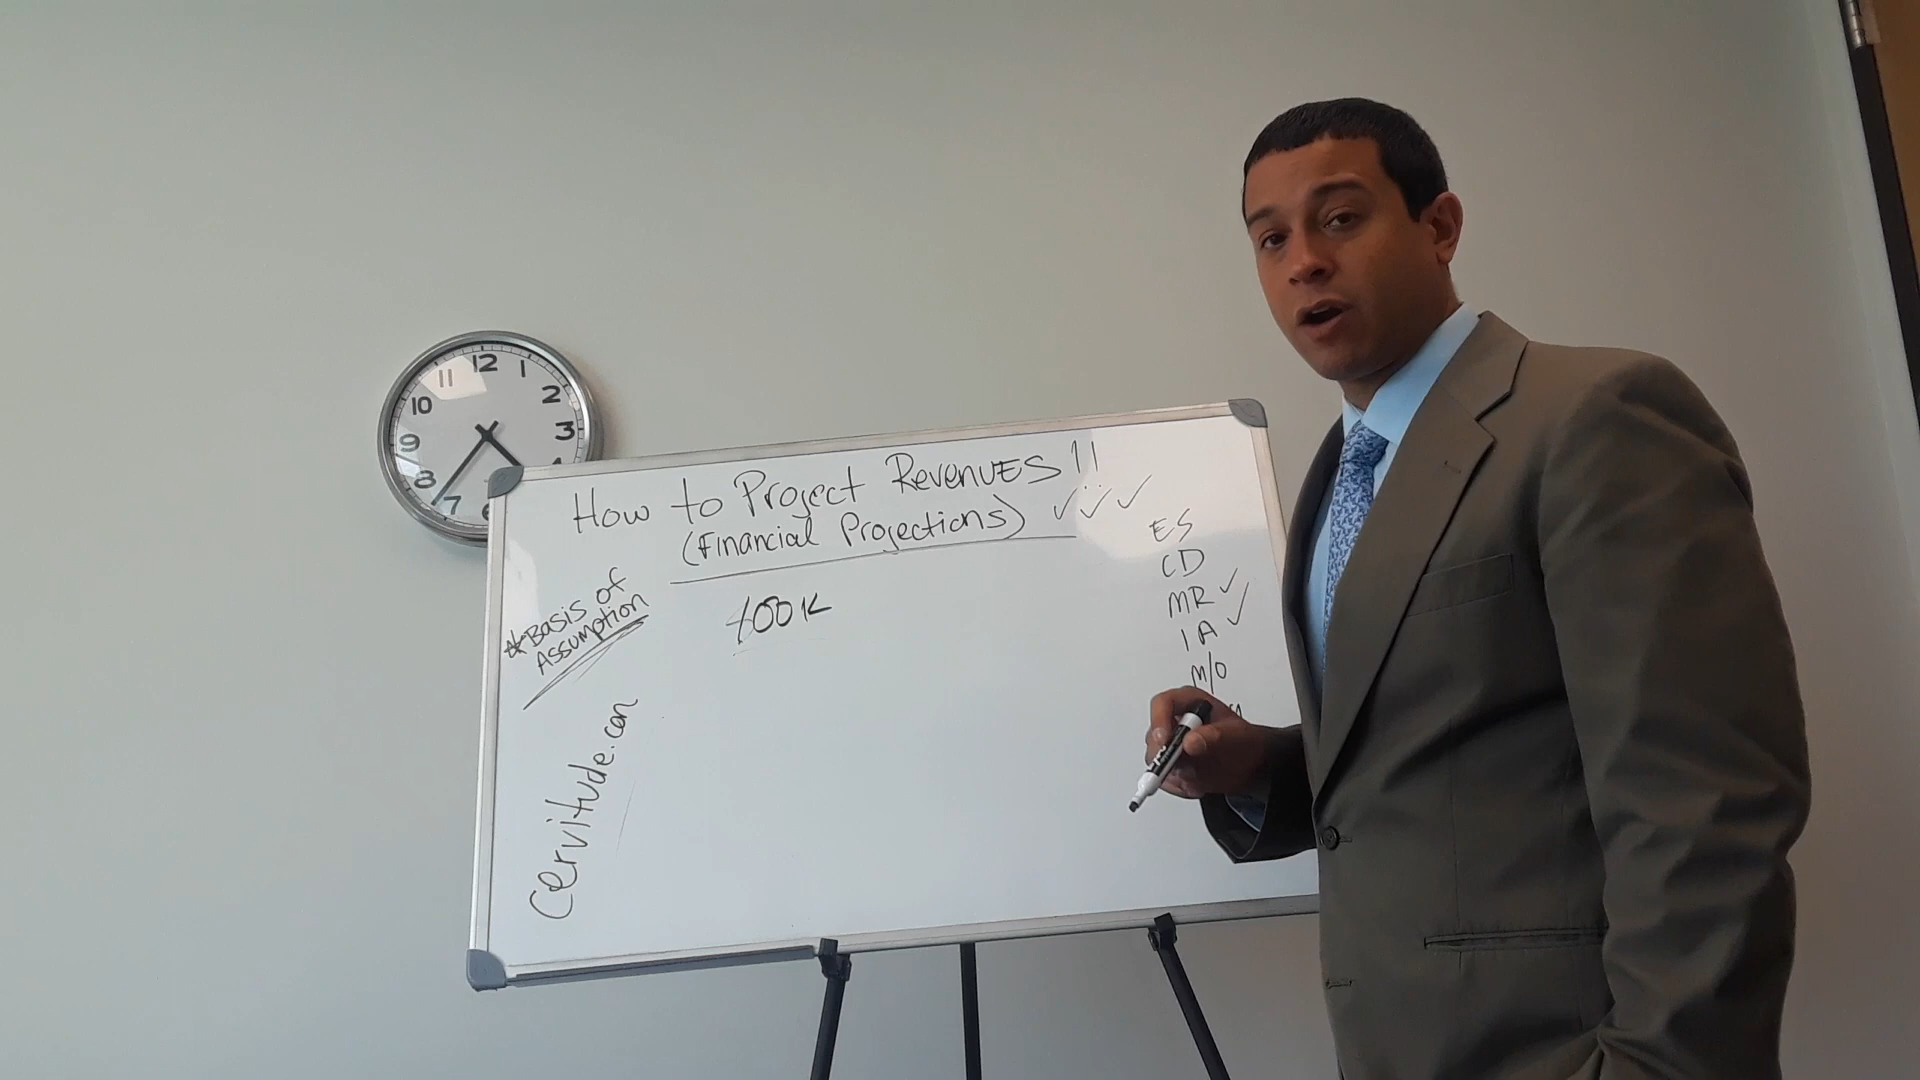 12
1
2
3
7
8
9
10
11
How to Project Revenues!!
(Financial Projections) ✓ ✓ ✓
*Basis of
Assumption
100K
ES
CD
MR ✓
IA ✓
M/O
Cervitude.com